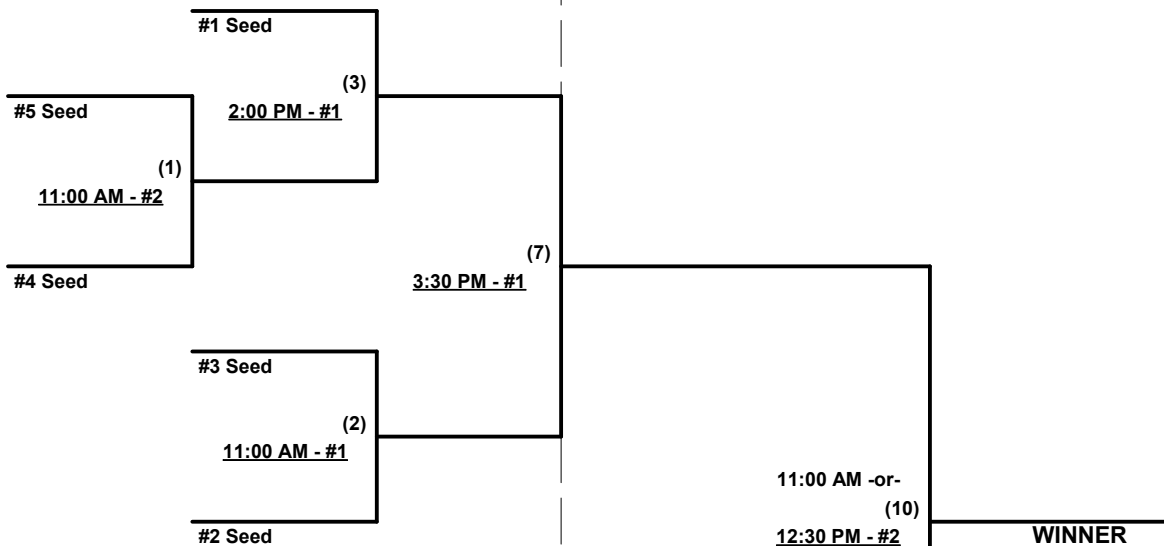 #1 Seed
(3)
2:00 PM - #1
#5 Seed
(1)
11:00 AM - #2
#4 Seed
(7)
3:30 PM - #1
#3 Seed
(2)
11:00 AM - #1
#2 Seed
11:00 AM -or-
(10)
12:30 PM - #2
WINNER